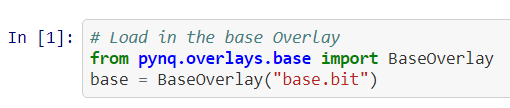 In [1]: # Load in the base Overlay
from pynq.overlays.base import BaseOverlay
base = BaseOverlay("base.bit")